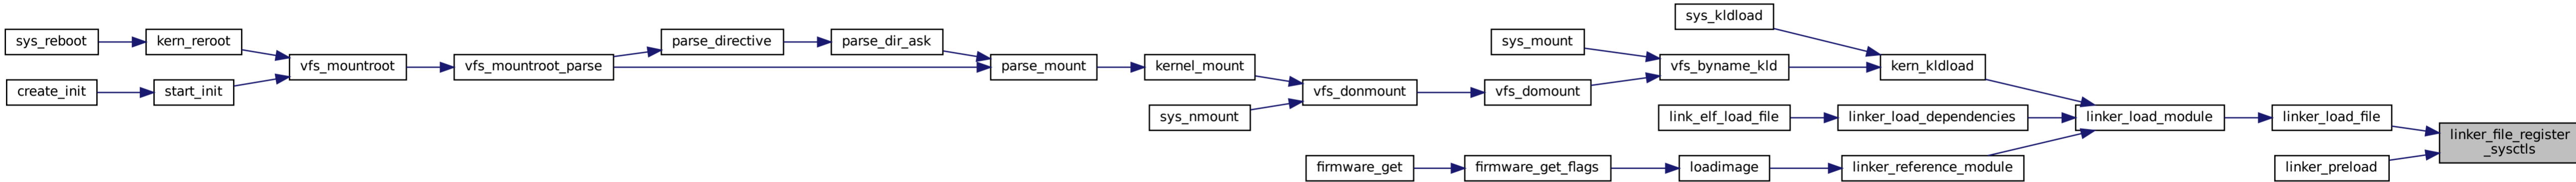 sys_reboot
kern_reroot
create_init
start_init
vfs_mountroot
vfs_mountroot_parse
parse_directive
parse_dir_ask
parse_mount
kernel_mount
sys_nmount
vfs_donmount
sys_mount
vfs_domount
sys_kldload
vfs_byname_kld
kern_kldload
link_elf_load_file
linker_load_dependencies
firmware_get
firmware_get_flags
loadimage
linker_reference_module
linker_load_module
linker_load_file
linker_preload
linker_file_register
_sysctls